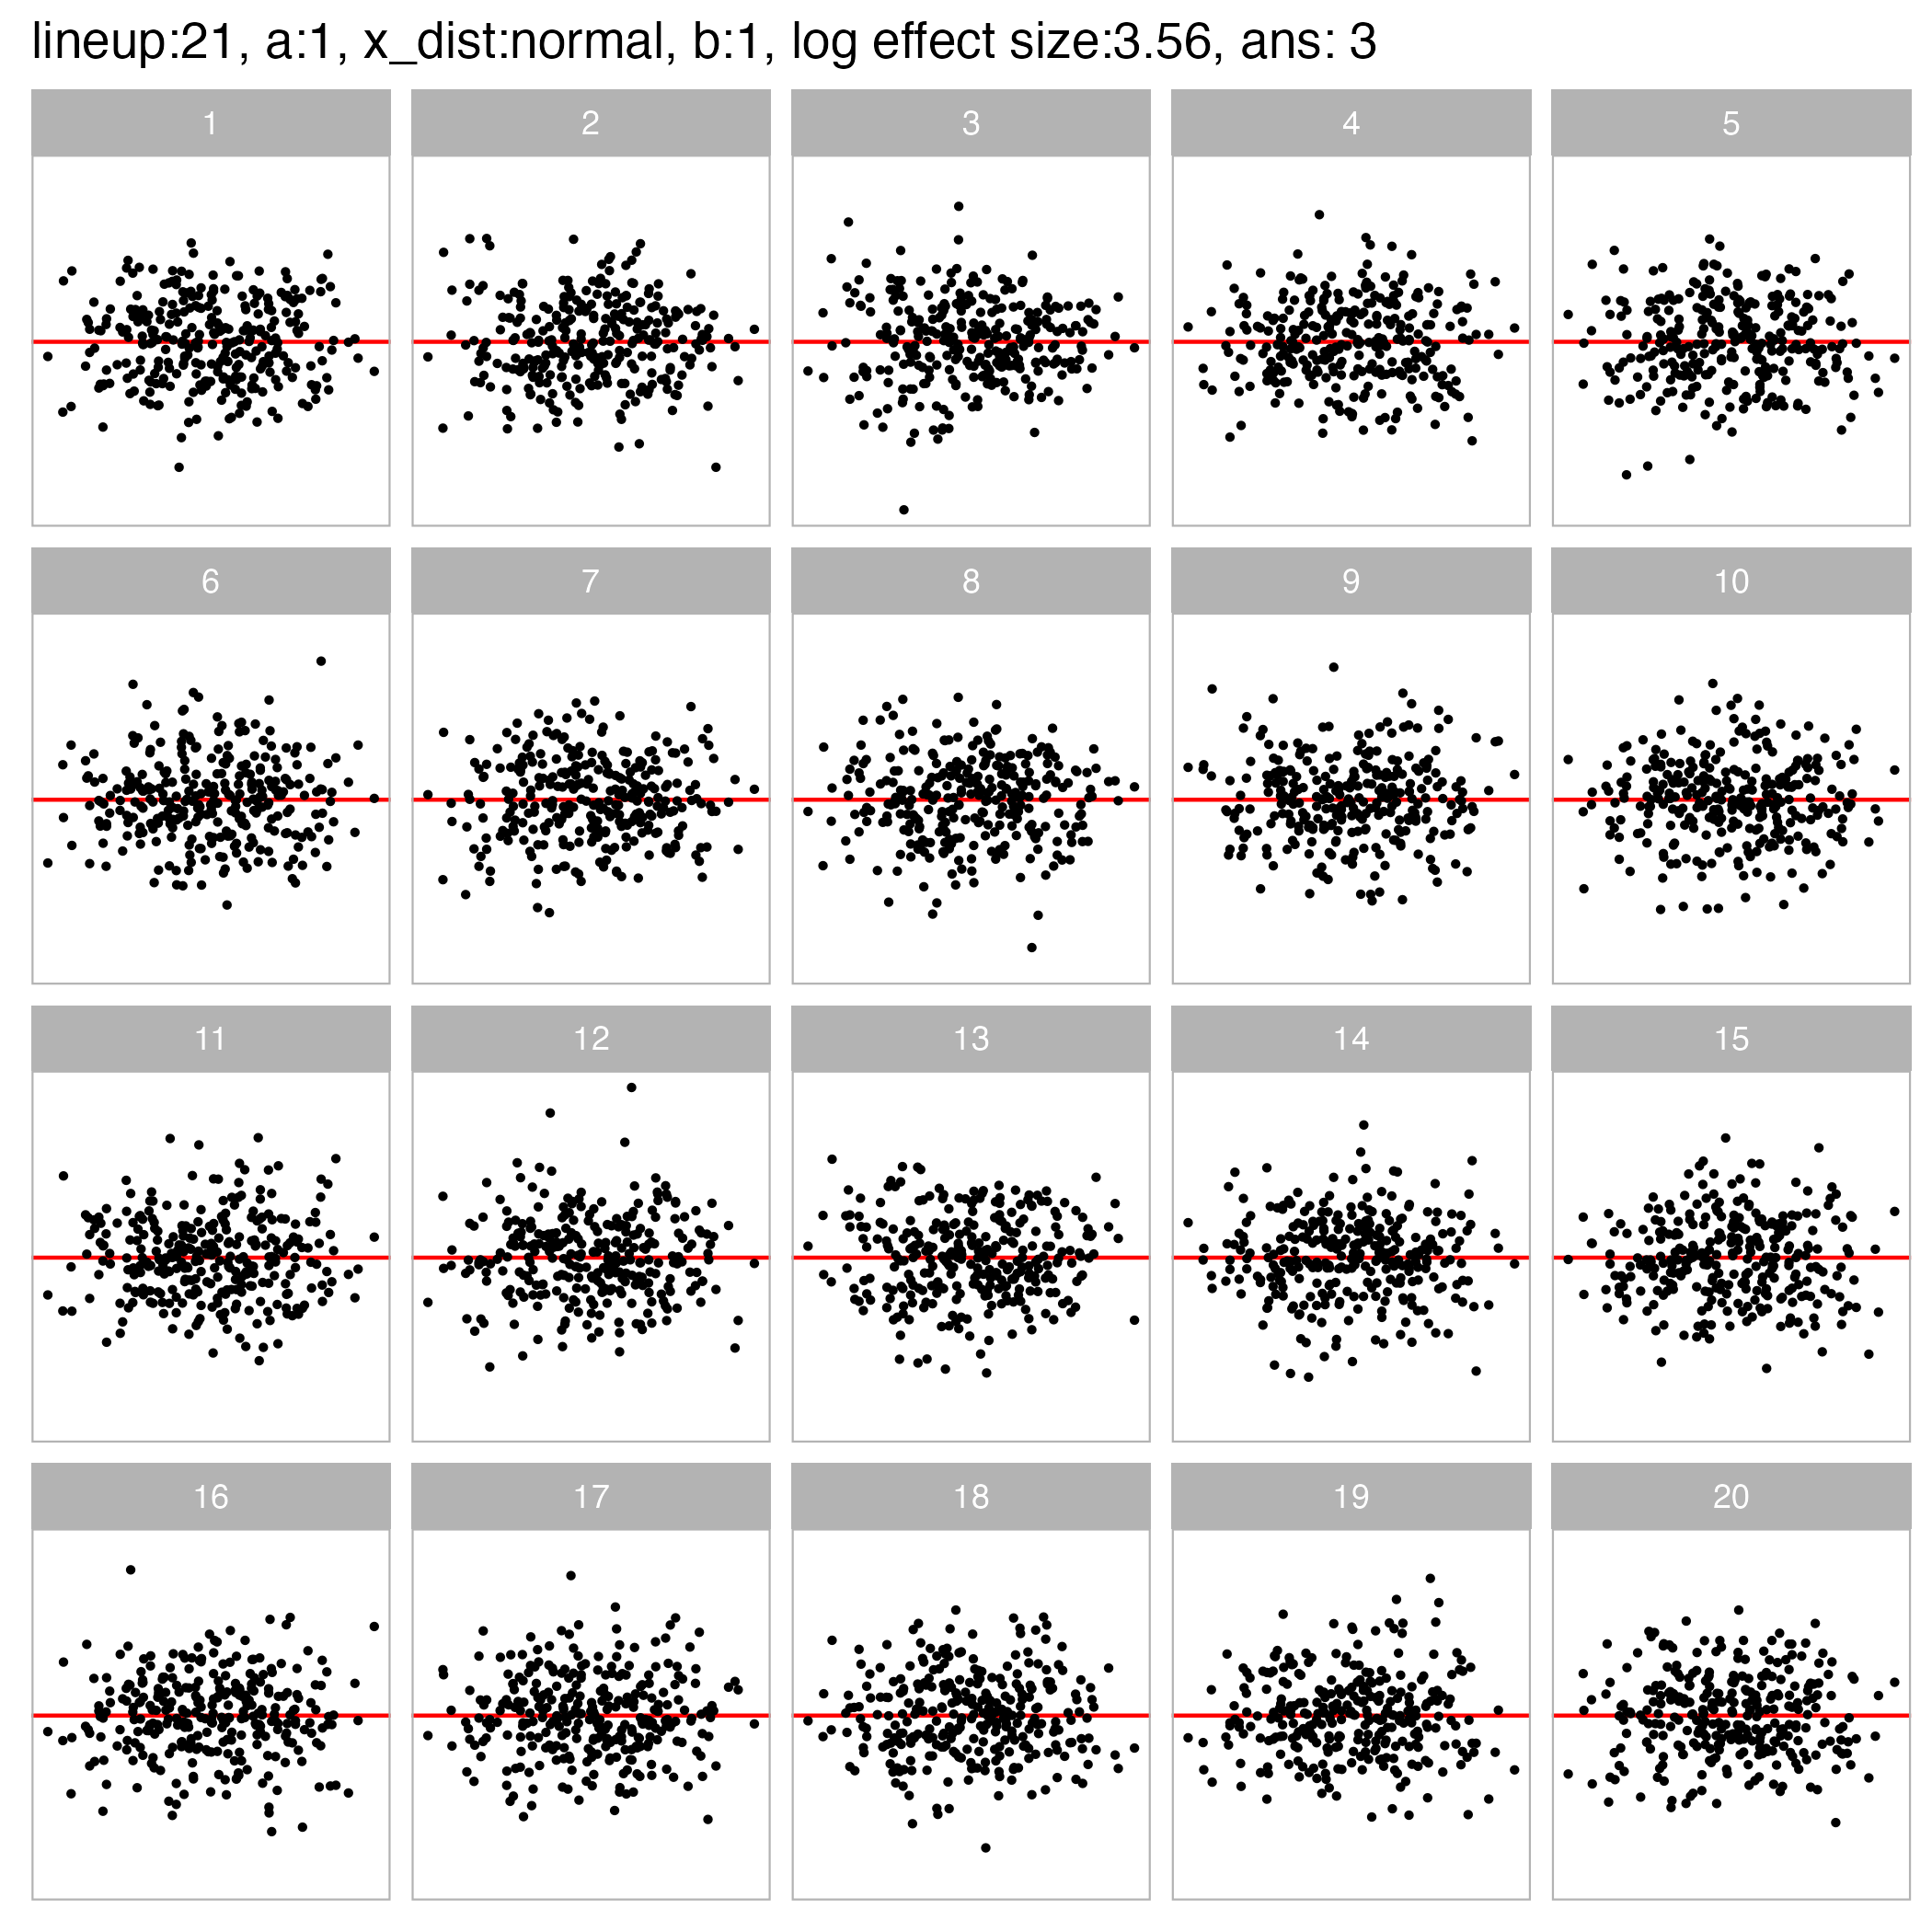 lineup:21, a:1, x_dist:normal, b:1, log effect size:3.56, ans: 3
1 2 3 4 5
6 7 8 9 10
11 12 13 14 15
16 17 18 19 20